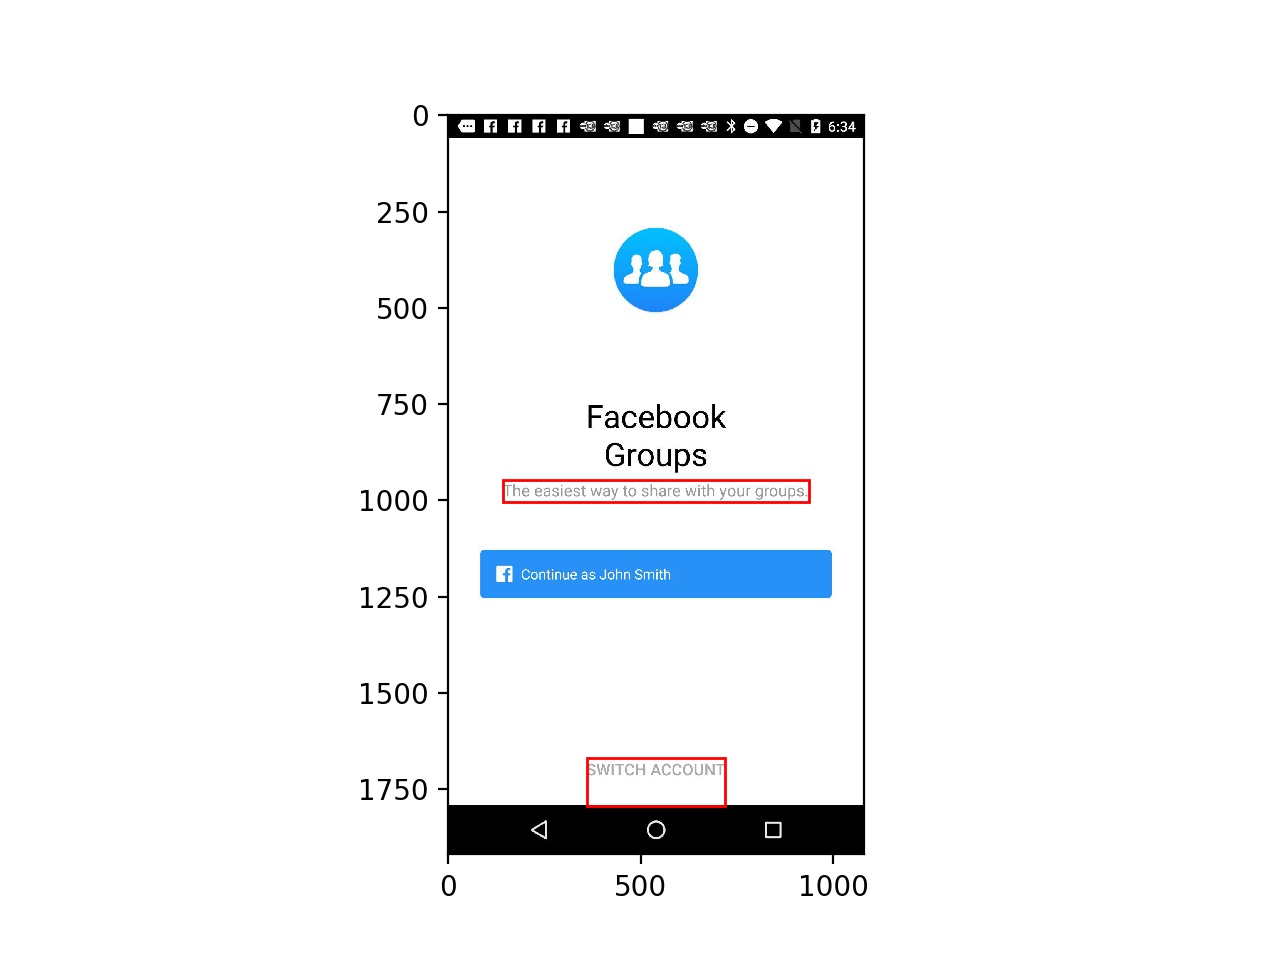 0
250
500
750
1000
1250
1500
1750
6:34
Facebook
Groups
The easiest way to share with your groups.
Continue as John Smith
SWITCH ACCOUNT
0
500
1000